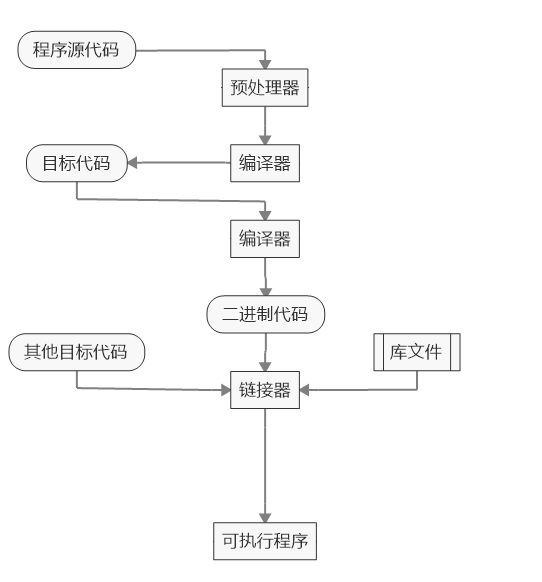 程序源代码
预处理器
编译器
目标代码
编译器
二进制代码
其他目标代码
库文件
链接器
可执行程序